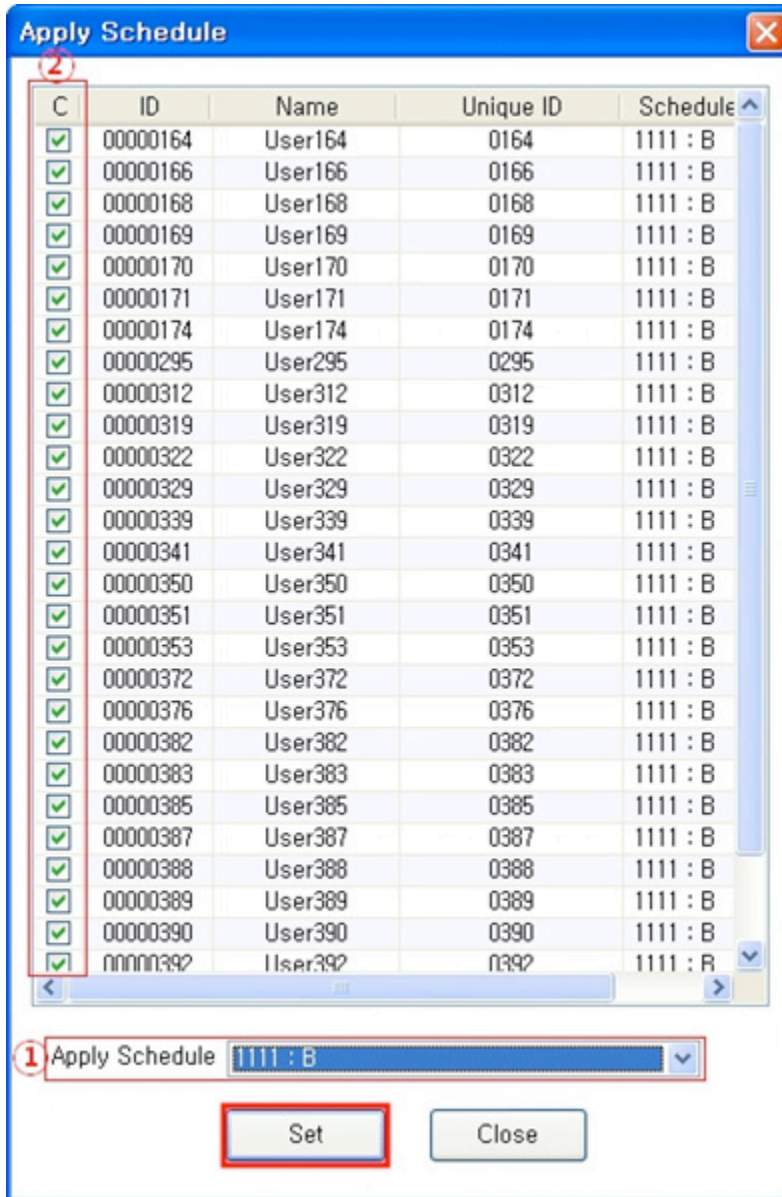 Apply Schedule
②
C ID Name Unique ID Schedule
00000164 User164 0164 1111 : B
00000166 User166 0166 1111 : B
00000168 User168 0168 1111 : B
00000169 User169 0169 1111 : B
00000170 User170 0170 1111 : B
00000171 User171 0171 1111 : B
00000174 User174 0174 1111 : B
00000295 User295 0295 1111 : B
00000312 User312 0312 1111 : B
00000319 User319 0319 1111 : B
00000322 User322 0322 1111 : B
00000329 User329 0329 1111 : B
00000339 User339 0339 1111 : B
00000341 User341 0341 1111 : B
00000350 User350 0350 1111 : B
00000351 User351 0351 1111 : B
00000353 User353 0353 1111 : B
00000372 User372 0372 1111 : B
00000376 User376 0376 1111 : B
00000382 User382 0382 1111 : B
00000383 User383 0383 1111 : B
00000385 User385 0385 1111 : B
00000387 User387 0387 1111 : B
00000388 User388 0388 1111 : B
00000389 User389 0389 1111 : B
00000390 User390 0390 1111 : B
00000392 User392 0392 1111 : B
① Apply Schedule 1111 : B
Set Close